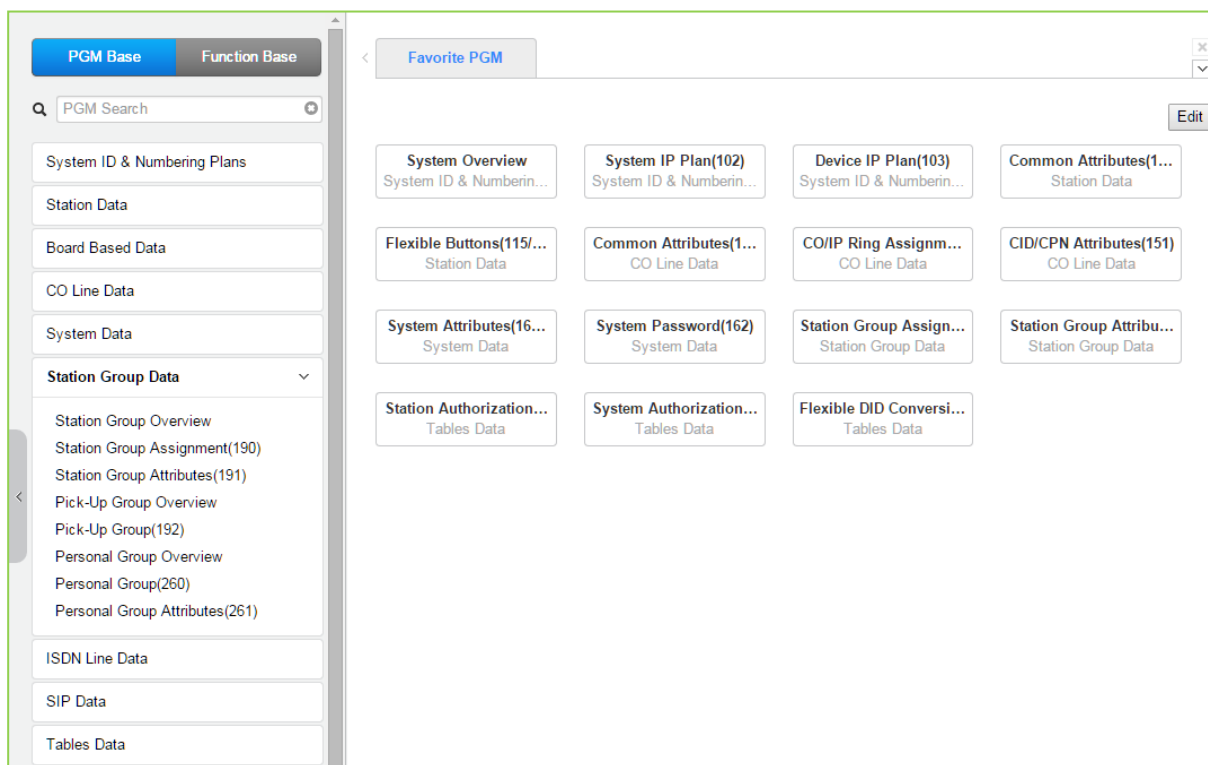 PGM Base
Function Base
PGM Search
System ID & Numbering Plans
Station Data
Board Based Data
CO Line Data
System Data
Station Group Data
Station Group Overview
Station Group Assignment(190)
Station Group Attributes(191)
Pick-Up Group Overview
Pick-Up Group(192)
Personal Group Overview
Personal Group(260)
Personal Group Attributes(261)
ISDN Line Data
SIP Data
Tables Data
Favorite PGM
Edit
System Overview
System ID & Numberin...
System IP Plan(102)
System ID & Numberin...
Device IP Plan(103)
System ID & Numberin...
Common Attributes(1...
Station Data
Flexible Buttons(115/...
Station Data
Common Attributes(1...
CO Line Data
CO/IP Ring Assignm...
CO Line Data
CID/CPN Attributes(151)
CO Line Data
System Attributes(16...
System Data
System Password(162)
System Data
Station Group Assign...
Station Group Data
Station Group Attribu...
Station Group Data
Station Authorization...
Tables Data
System Authorization...
Tables Data
Flexible DID Conversi...
Tables Data